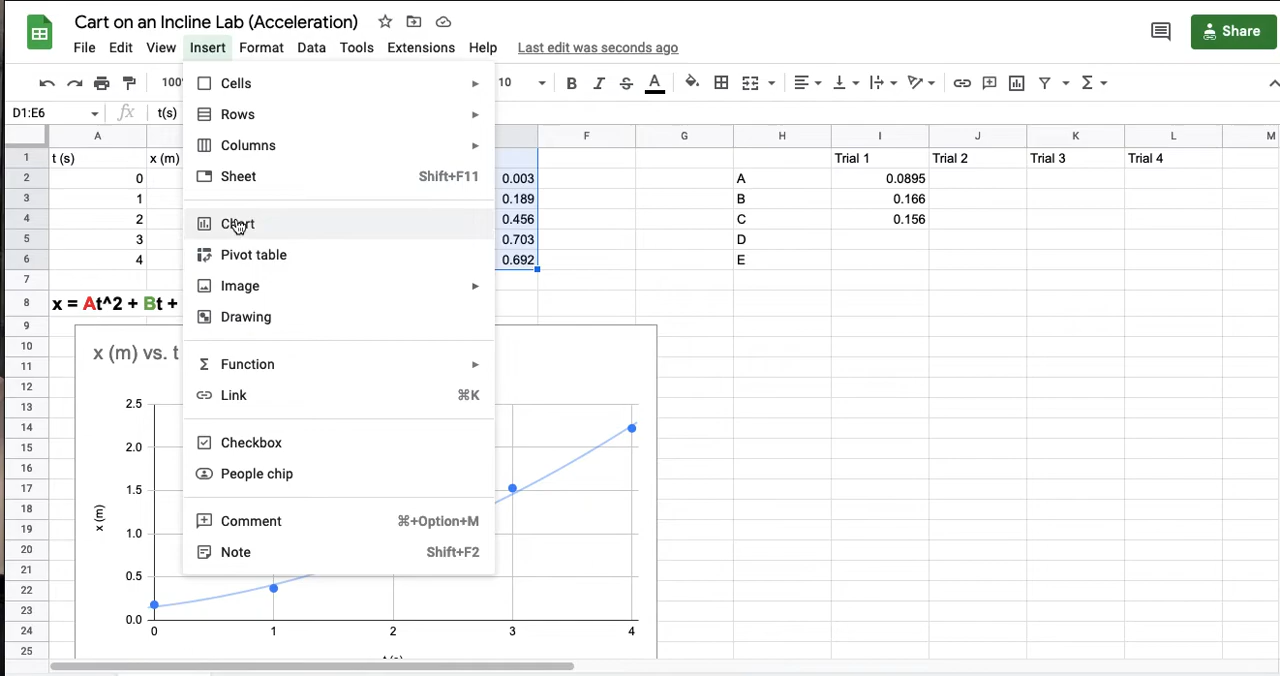 Cart on an Incline Lab (Acceleration)
File Edit View Insert Format Data Tools Extensions Help Last edit was seconds ago
Share
100
10
D1:E6 fx t(s)
A F G H I J K L M
1 t (s) x (m) Trial 1 Trial 2 Trial 3 Trial 4
2 0 0.003 A 0.0895
3 1 0.189 B 0.166
4 2 0.456 C 0.156
5 3 0.703 D
6 4 0.692 E
7
8 x = At^2 + Bt +
9
10
11
12
13
14
15
16
17
18
19
20
21
22
23
24
25
Cells
Rows
Columns
Sheet Shift+F11
Chart
Pivot table
Image
Drawing
Function
Link ⌘K
Checkbox
People chip
Comment ⌘+Option+M
Note Shift+F2
x (m) vs. t
x (m)
2.5
2.0
1.5
1.0
0.5
0.0
0 1 2 3 4